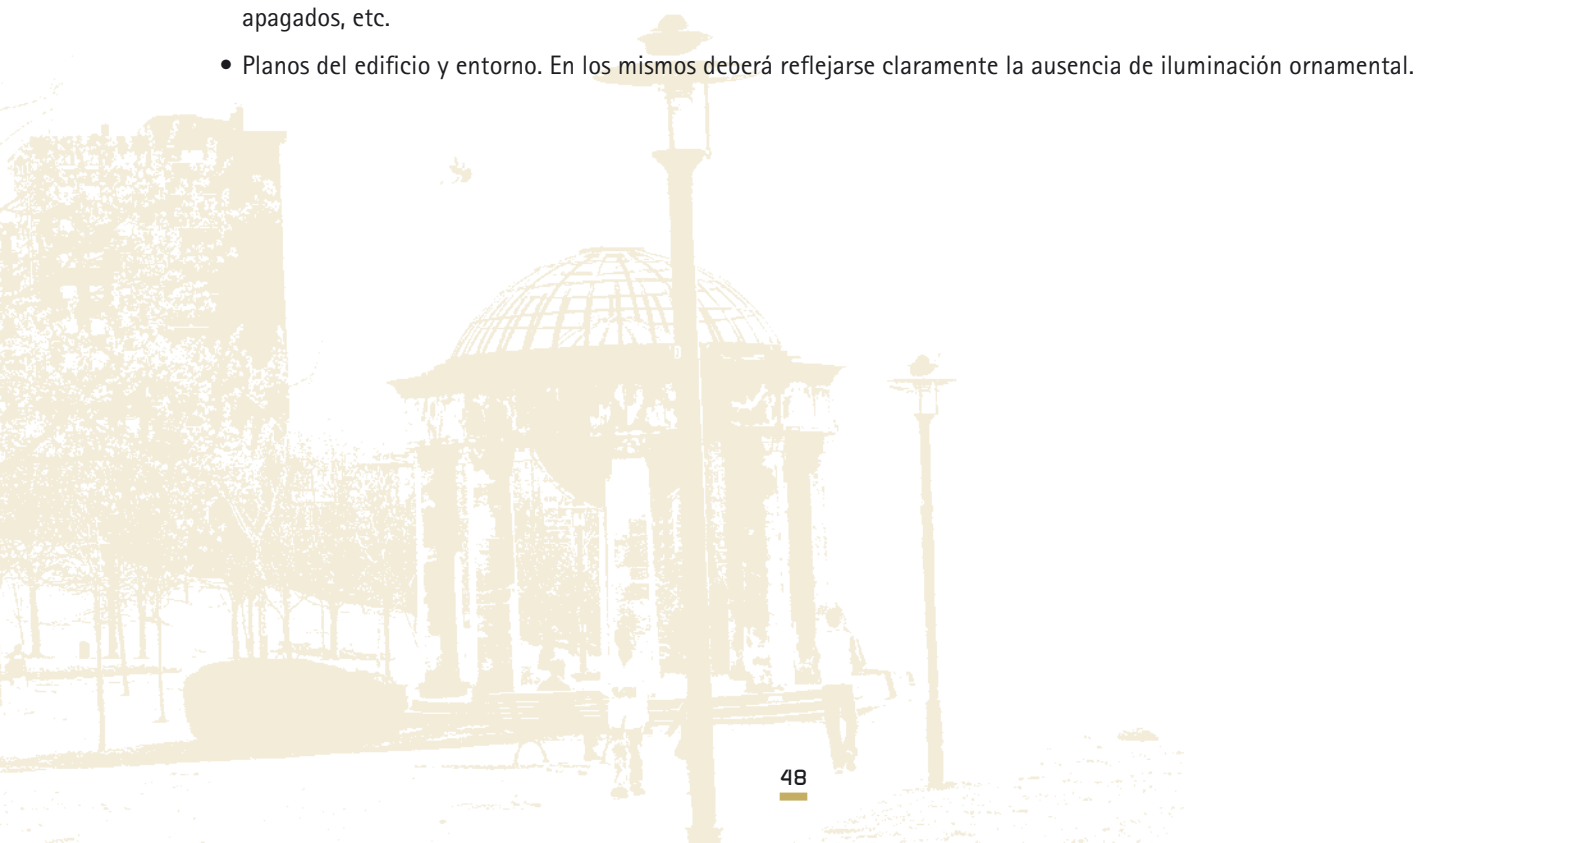 apagados, etc.
• Planos del edificio y entorno. En los mismos deberá reflejarse claramente la ausencia de iluminación ornamental.
48